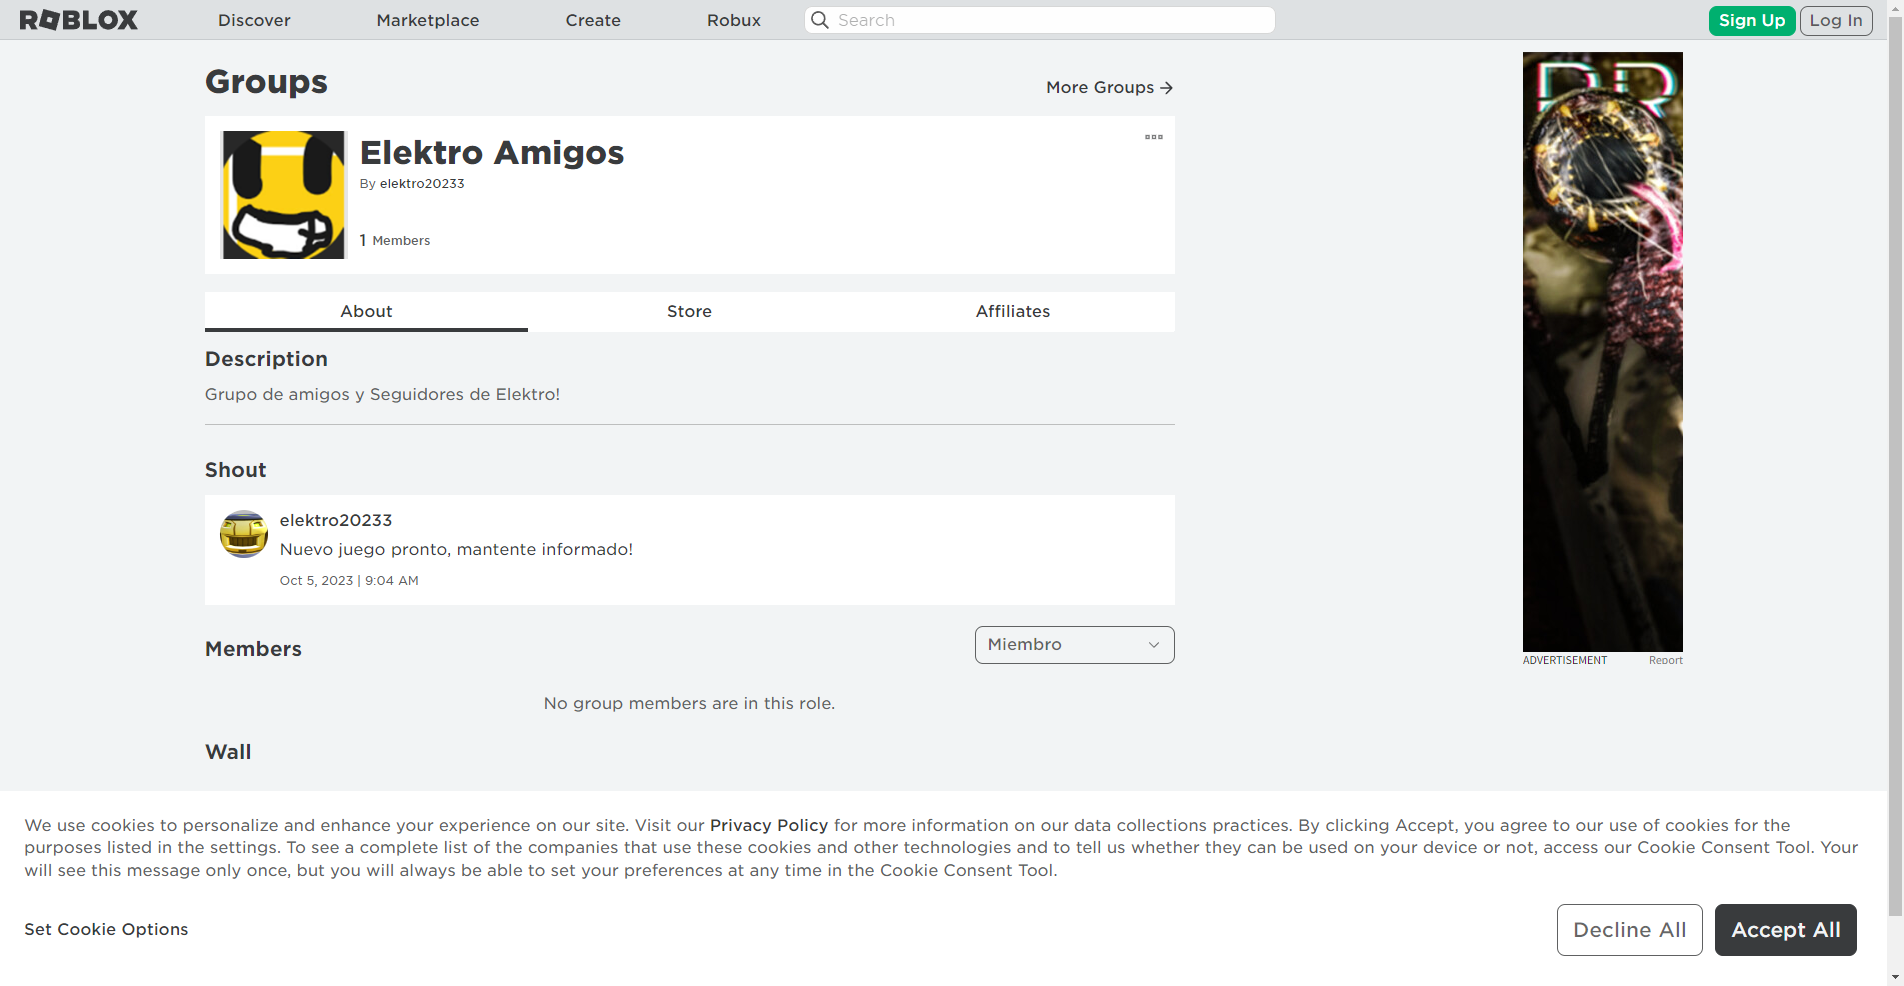 ROBLOX
Discover
Marketplace
Create
Robux
Search
Sign Up
Log In
Groups
More Groups →
Elektro Amigos
By elektro20233
1 Members
About
Store
Affiliates
Description
Grupo de amigos y Seguidores de Elektro!
Shout
elektro20233
Nuevo juego pronto, mantente informado!
Oct 5, 2023 | 9:04 AM
Members
Miembro
No group members are in this role.
Wall
DR
ADVERTISEMENT
Report
We use cookies to personalize and enhance your experience on our site. Visit our Privacy Policy for more information on our data collections practices. By clicking Accept, you agree to our use of cookies for the
purposes listed in the settings. To see a complete list of the companies that use these cookies and other technologies and to tell us whether they can be used on your device or not, access our Cookie Consent Tool. Your
will see this message only once, but you will always be able to set your preferences at any time in the Cookie Consent Tool.
Set Cookie Options
Decline All
Accept All